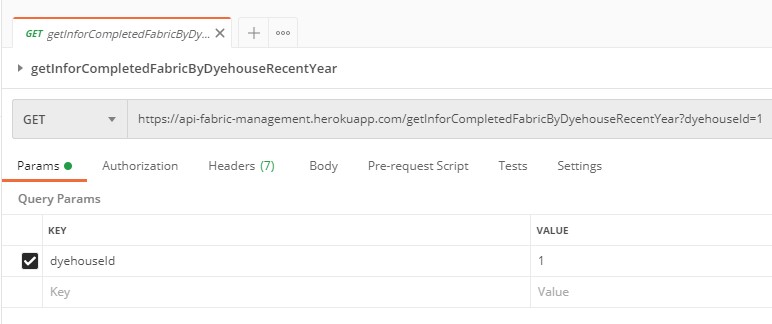 GET getInforCompletedFabricByDy...
getInforCompletedFabricByDyehouseRecentYear
GET https://api-fabric-management.herokuapp.com/getInforCompletedFabricByDyehouseRecentYear?dyehouseId=1
Params Authorization Headers (7) Body Pre-request Script Tests Settings
Query Params
KEY VALUE
dyehouseId 1
Key Value